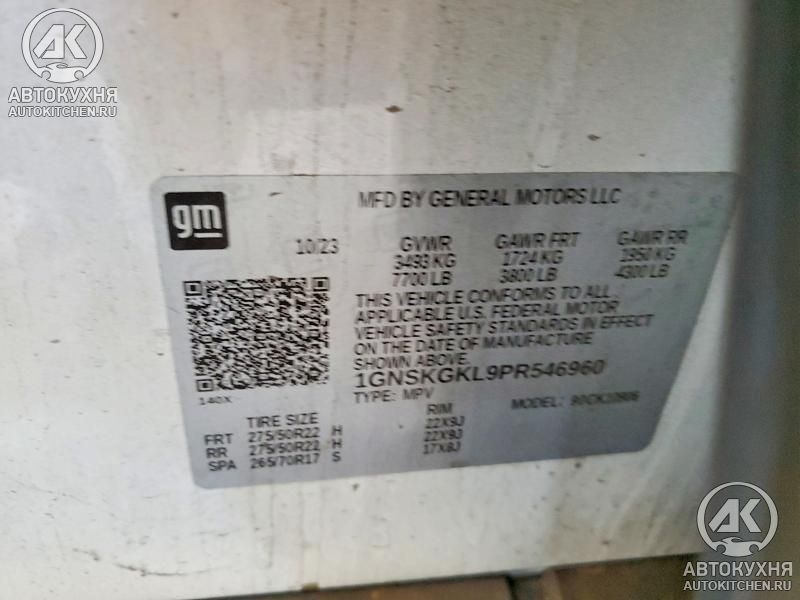 AK
АВТОКУХНЯ
AUTOKITCHEN.RU
gm
MFD BY GENERAL MOTORS LLC
10/23 GVWR GAWR FRT GAWR RR
3493 KG 1724 KG 1950 KG
7700 LB 3800 LB 4300 LB
THIS VEHICLE CONFORMS TO ALL
APPLICABLE U.S. FEDERAL MOTOR
VEHICLE SAFETY STANDARDS IN EFFECT
ON THE DATE OF MANUFACTURE
SHOWN ABOVE.
1GNSKGKL9PR546960
140X
TYPE: MPV MODEL:
TIRE SIZE RIM
FRT 275/50R22 H 22X9J
RR 275/50R22 H 22X9J
SPA 265/70R17 S 17X8J
AK
АВТОКУХНЯ
AUTOKITCHEN.RU